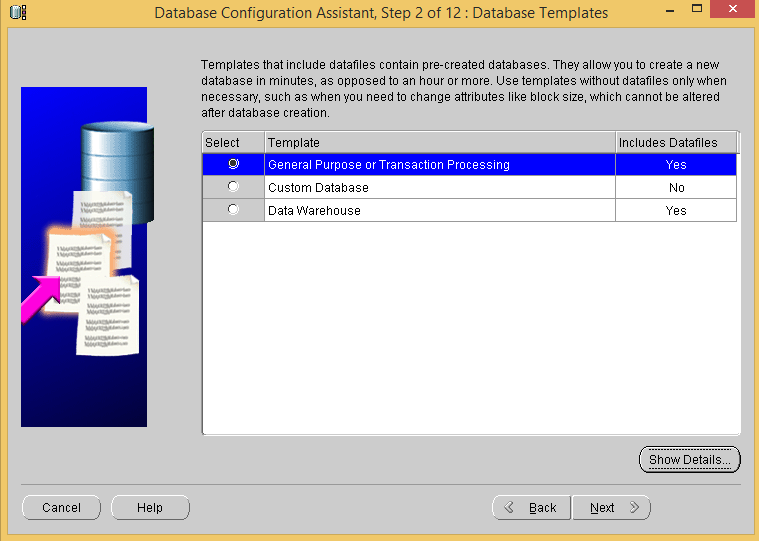 Database Configuration Assistant, Step 2 of 12 : Database Templates
Templates that include datafiles contain pre-created databases. They allow you to create a new
database in minutes, as opposed to an hour or more. Use templates without datafiles only when
necessary, such as when you need to change attributes like block size, which cannot be altered
after database creation.
Select Template Includes Datafiles
General Purpose or Transaction Processing Yes
Custom Database No
Data Warehouse Yes
Show Details...
Cancel Help Back Next